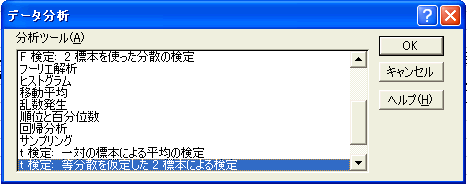 データ分析
分析ツール(A)
F 検定: 2 標本を使った分散の検定
フーリエ解析
ヒストグラム
移動平均
乱数発生
順位と百分位数
回帰分析
サンプリング
t 検定: 一対の標本による平均の検定
t 検定: 等分散を仮定した 2 標本による検定
OK
キャンセル
ヘルプ(H)